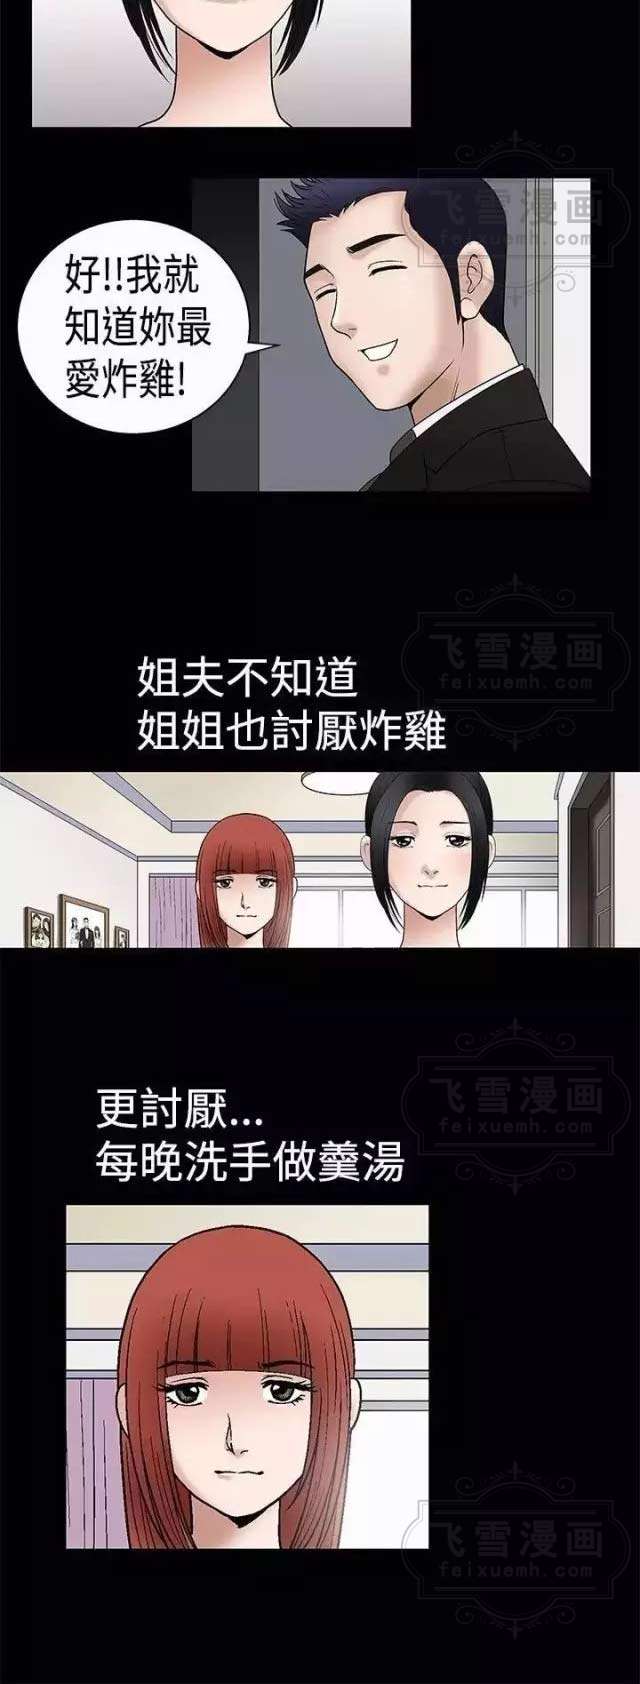 飞雪漫画
feixuemh.com
好!!我就
知道妳最
愛炸雞!
飞雪漫画
feixuemh.com
姐夫不知道
姐姐也討厭炸雞
飞雪漫画
feixuemh.com
更討厭...
每晚洗手做羹湯
飞雪漫画
feixuemh.com